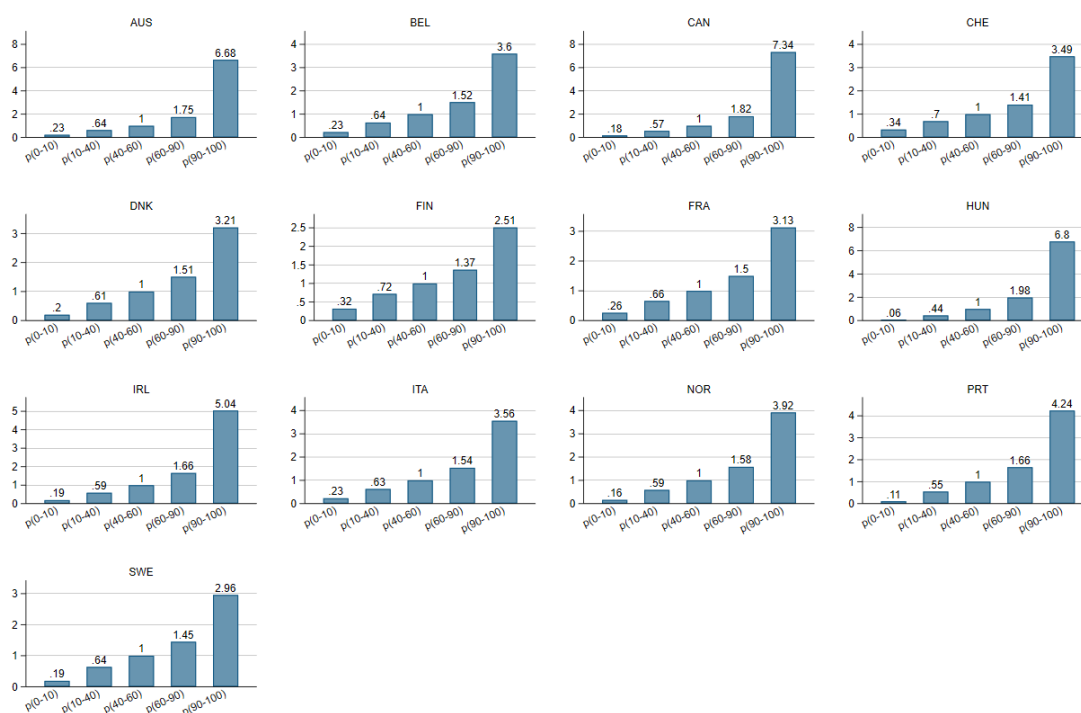 AUS
8
6
4
2
0
.23
.64
1
1.75
6.68
p(0-10)
p(10-40)
p(40-60)
p(60-90)
p(90-100)
BEL
4
3
2
1
0
.23
.64
1
1.52
3.6
p(0-10)
p(10-40)
p(40-60)
p(60-90)
p(90-100)
CAN
8
6
4
2
0
.18
.57
1
1.82
7.34
p(0-10)
p(10-40)
p(40-60)
p(60-90)
p(90-100)
CHE
4
3
2
1
0
.34
.7
1
1.41
3.49
p(0-10)
p(10-40)
p(40-60)
p(60-90)
p(90-100)
DNK
3
2
1
0
.2
.61
1
1.51
3.21
p(0-10)
p(10-40)
p(40-60)
p(60-90)
p(90-100)
FIN
2.5
2
1.5
1
.5
0
.32
.72
1
1.37
2.51
p(0-10)
p(10-40)
p(40-60)
p(60-90)
p(90-100)
FRA
3
2
1
0
.26
.66
1
1.5
3.13
p(0-10)
p(10-40)
p(40-60)
p(60-90)
p(90-100)
HUN
8
6
4
2
0
.06
.44
1
1.98
6.8
p(0-10)
p(10-40)
p(40-60)
p(60-90)
p(90-100)
IRL
5
4
3
2
1
0
.19
.59
1
1.66
5.04
p(0-10)
p(10-40)
p(40-60)
p(60-90)
p(90-100)
ITA
4
3
2
1
0
.23
.63
1
1.54
3.56
p(0-10)
p(10-40)
p(40-60)
p(60-90)
p(90-100)
NOR
4
3
2
1
0
.16
.59
1
1.58
3.92
p(0-10)
p(10-40)
p(40-60)
p(60-90)
p(90-100)
PRT
4
3
2
1
0
.11
.55
1
1.66
4.24
p(0-10)
p(10-40)
p(40-60)
p(60-90)
p(90-100)
SWE
3
2
1
0
.19
.64
1
1.45
2.96
p(0-10)
p(10-40)
p(40-60)
p(60-90)
p(90-100)